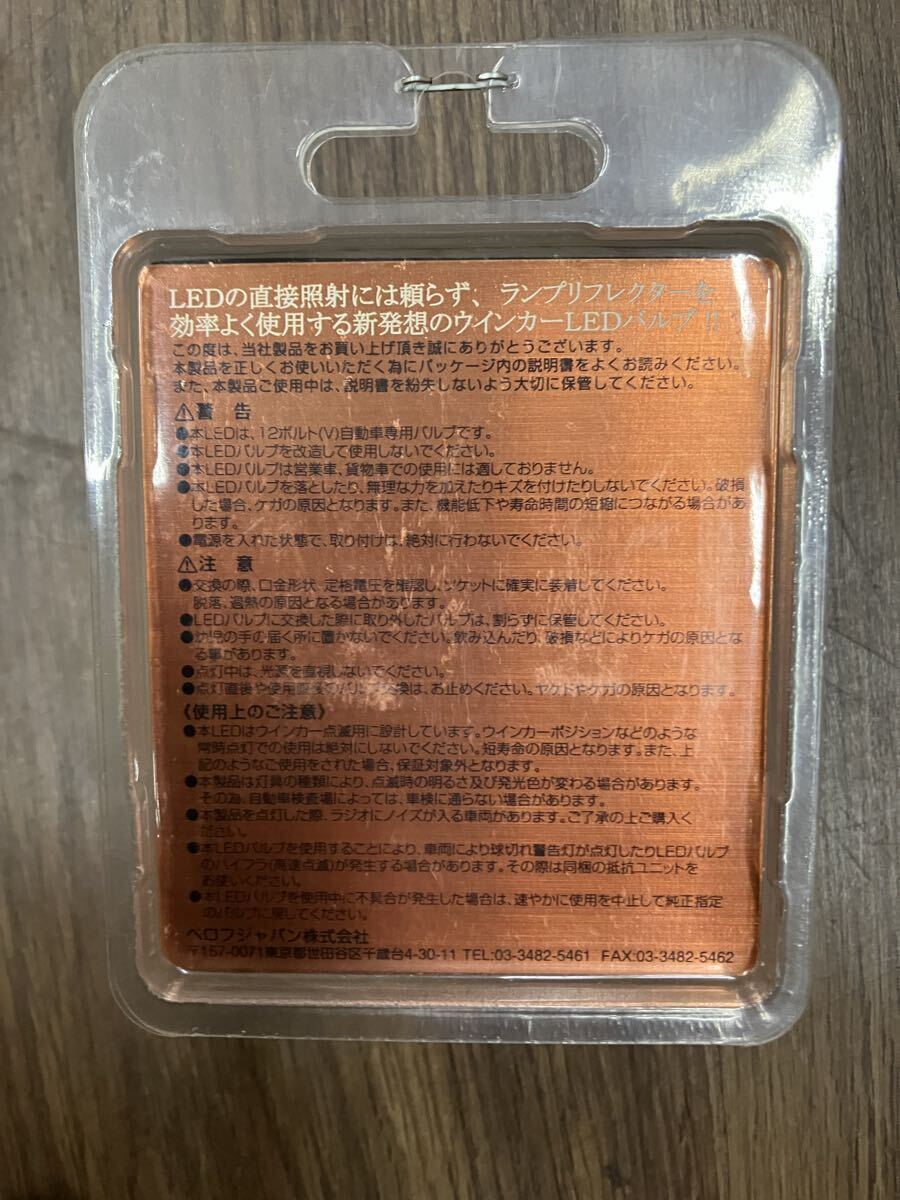 LEDの直接照射には頼らず、ランプリフレクターを
効率よく使用する新発想のウインカーLEDバルブ!!
この度は、当社製品をお買い上げ頂き誠にありがとうございます。
本製品を正しくお使いいただく為にパッケージ内の説明書をよくお読みください。
また、本製品ご使用中は、説明書を紛失しないよう大切に保管してください。
⚠警 告
●本LEDは、12ボルト(V)自動車専用バルブです。
●本LEDバルブを改造して使用しないでください。
●本LEDバルブは営業車、貨物車での使用には適しておりません。
●本LEDバルブを落としたり、無理な力を加えたりキズを付けたりしないでください。破損
した場合、ケガの原因となります。また、機能低下や寿命時間の短縮につながる場合があ
ります。
●電源を入れた状態で、取り付けは、絶対に行わないでください。
⚠注 意
●交換の際、口金形状・定格電圧を確認し、ソケットに確実に装着してください。
脱落、過熱の原因となる場合があります。
●LEDバルブに交換した際に取り外したバルブは、割らずに保管してください。
●幼児の手の届く所に置かないでください。飲み込んだり、破損などによりケガの原因とな
る事があります。
●点灯中は、光源を直視しないでください。
●点灯直後や使用直後のバルブ交換は、お止めください。ヤケドやケガの原因となります。
《使用上のご注意》
●本LEDはウインカー点滅用に設計しています。ウインカーポジションなどのような
常時点灯での使用は絶対にしないでください。短寿命の原因となります。また、上
記のようなご使用をされた場合、保証対象外となります。
●本製品は灯具の種類により、点滅時の明るさ及び発光色が変わる場合があります。
その為、自動車検査場によっては、車検に通らない場合があります。
●本製品を点灯した際、ラジオにノイズが入る車両があります。ご了承の上ご購入く
ださい。
●本LEDバルブを使用することにより、車両により球切れ警告灯が点灯したりLEDバルブ
のハイフラ(高速点滅)が発生する場合があります。その際は同梱の抵抗ユニットを
お使いください。
●本LEDバルブを使用中に不具合が発生した場合は、速やかに使用を中止して純正指定
のバルブに戻してください。
ベロフジャパン株式会社
〒157-0071東京都世田谷区千歳台4-30-11 TEL:03-3482-5461 FAX:03-3482-5462